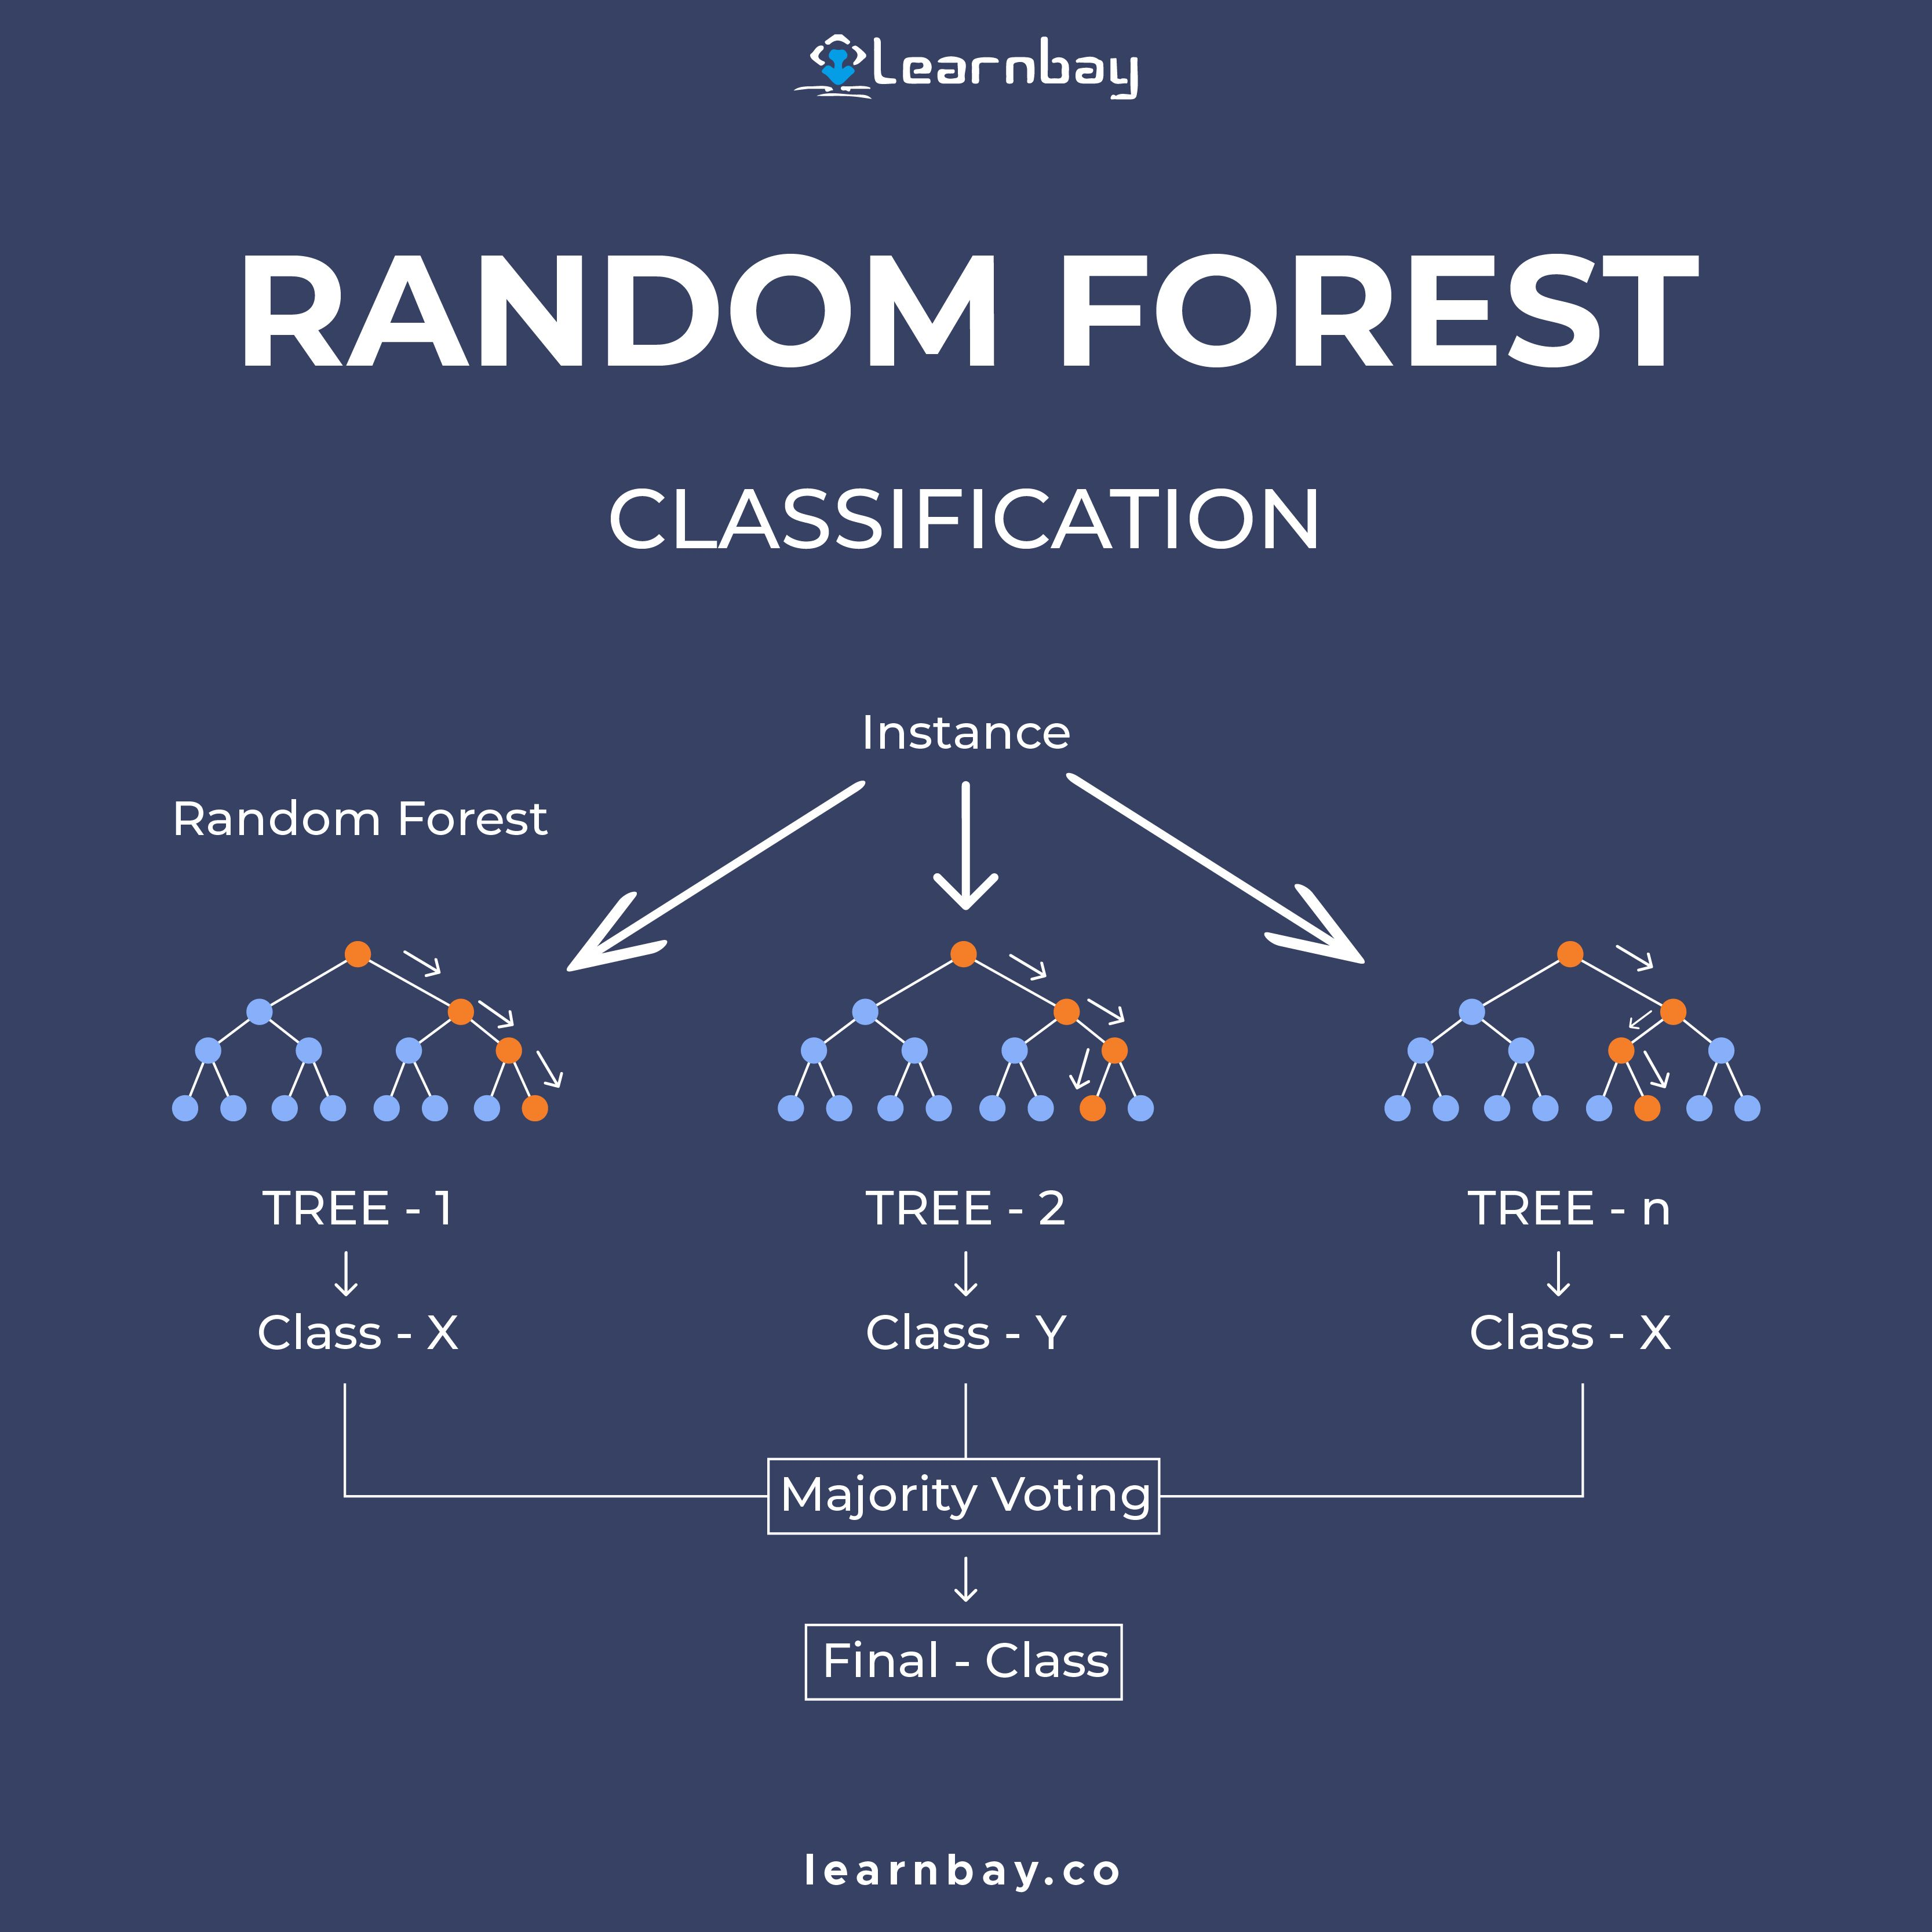 Learnbay
RANDOM FOREST
CLASSIFICATION
Instance
Random Forest
TREE - 1
TREE - 2
TREE - n
Class - X
Class - Y
Class - X
Majority Voting
Final - Class
learnbay.co